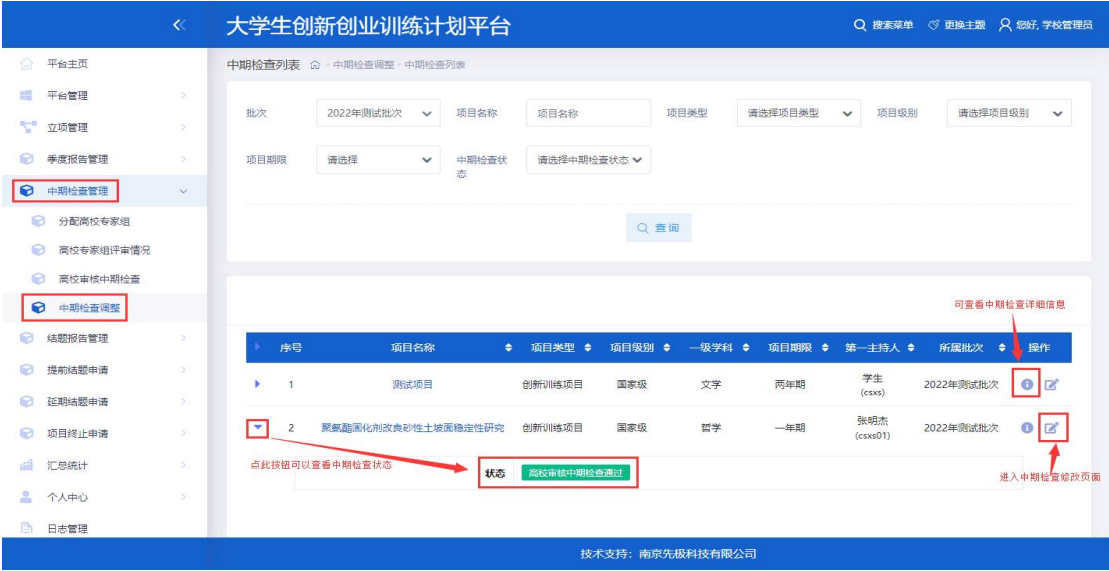 大学生创新创业训练计划平台
搜索菜单 更换主题 您好, 学校管理员
平台主页
平台管理
立项管理
季度报告管理
中期检查管理
分配高校专家组
高校专家组评审情况
高校审核中期检查
中期检查调整
结题报告管理
提前结题申请
延期结题申请
项目终止申请
汇总统计
个人中心
日志管理
中期检查列表 - 中期检查调整 - 中期检查列表
批次 2022年测试批次 项目名称 项目名称 项目类型 请选择项目类型 项目级别 请选择项目级别
项目期限 请选择 中期检查状态 请选择中期检查状态
查询
可查看中期检查详细信息
序号 项目名称 项目类型 项目级别 一级学科 项目期限 第一主持人 所属批次 操作
1 测试项目 创新训练项目 国家级 文学 两年期 学生 (csxs) 2022年测试批次
2 聚氨酯固化剂改良砂性土坡面稳定性研究 创新训练项目 国家级 哲学 一年期 张明杰 (csxs01) 2022年测试批次
点此按钮可以查看中期检查状态
状态 高校审核中期检查通过
进入中期检查修改页面
技术支持：南京先极科技有限公司